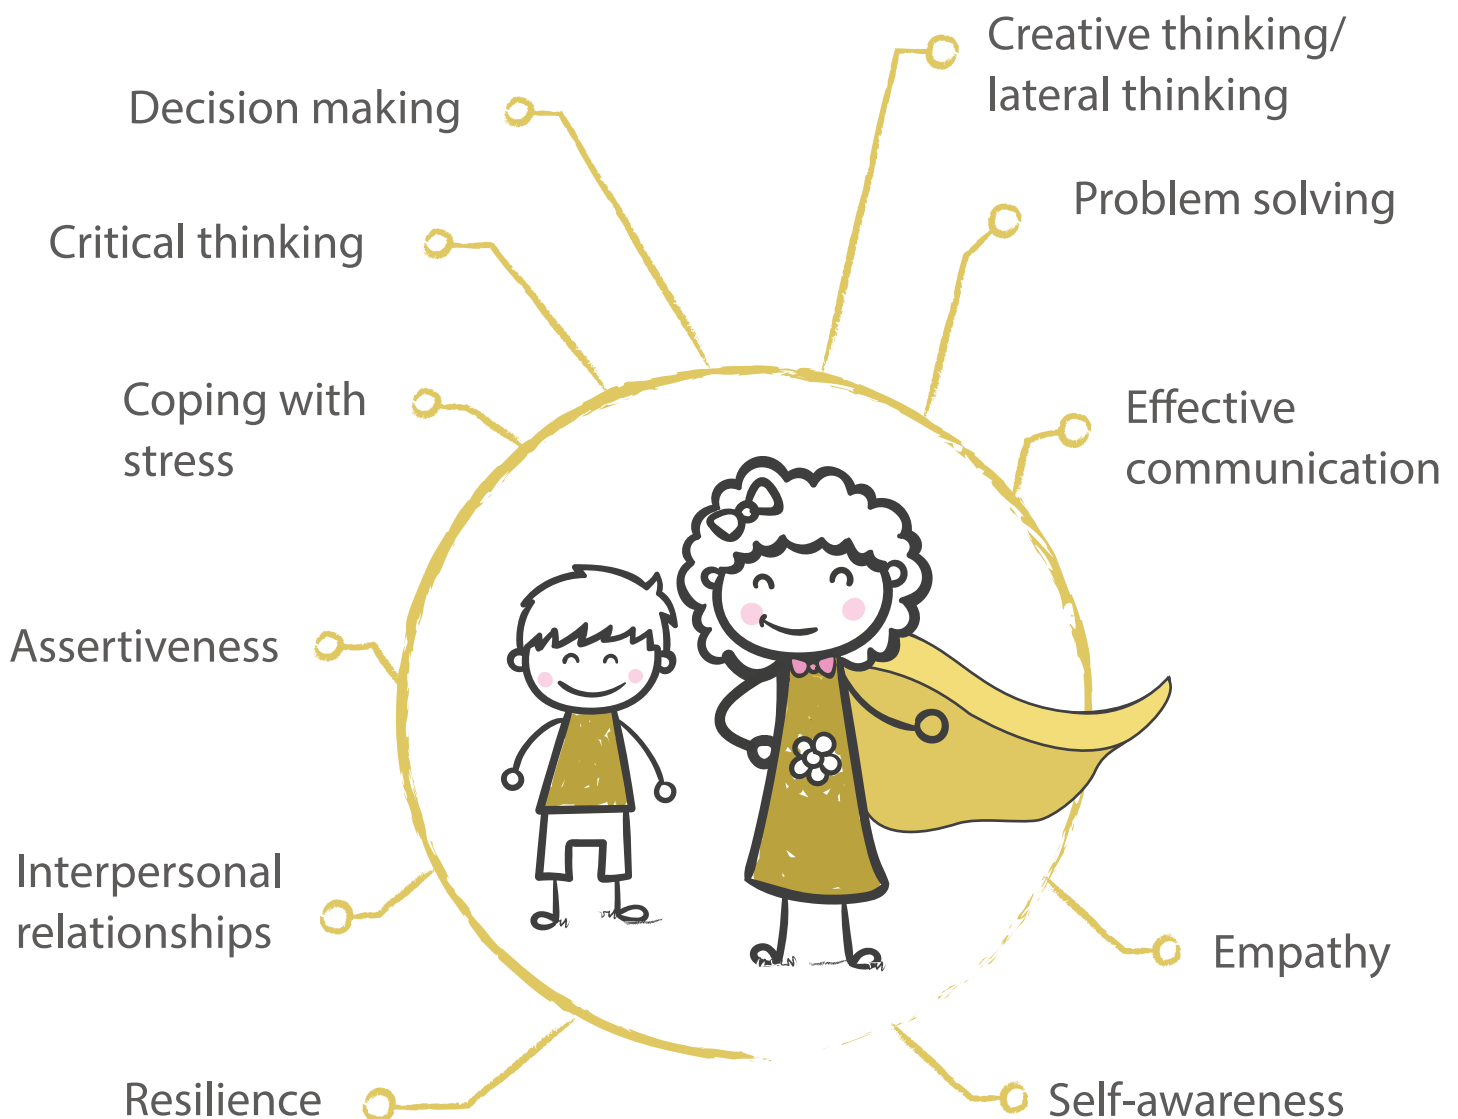 Creative thinking/
lateral thinking
Decision making
Problem solving
Critical thinking
Coping with
stress
Effective
communication
Assertiveness
Interpersonal
relationships
Empathy
Resilience
Self-awareness